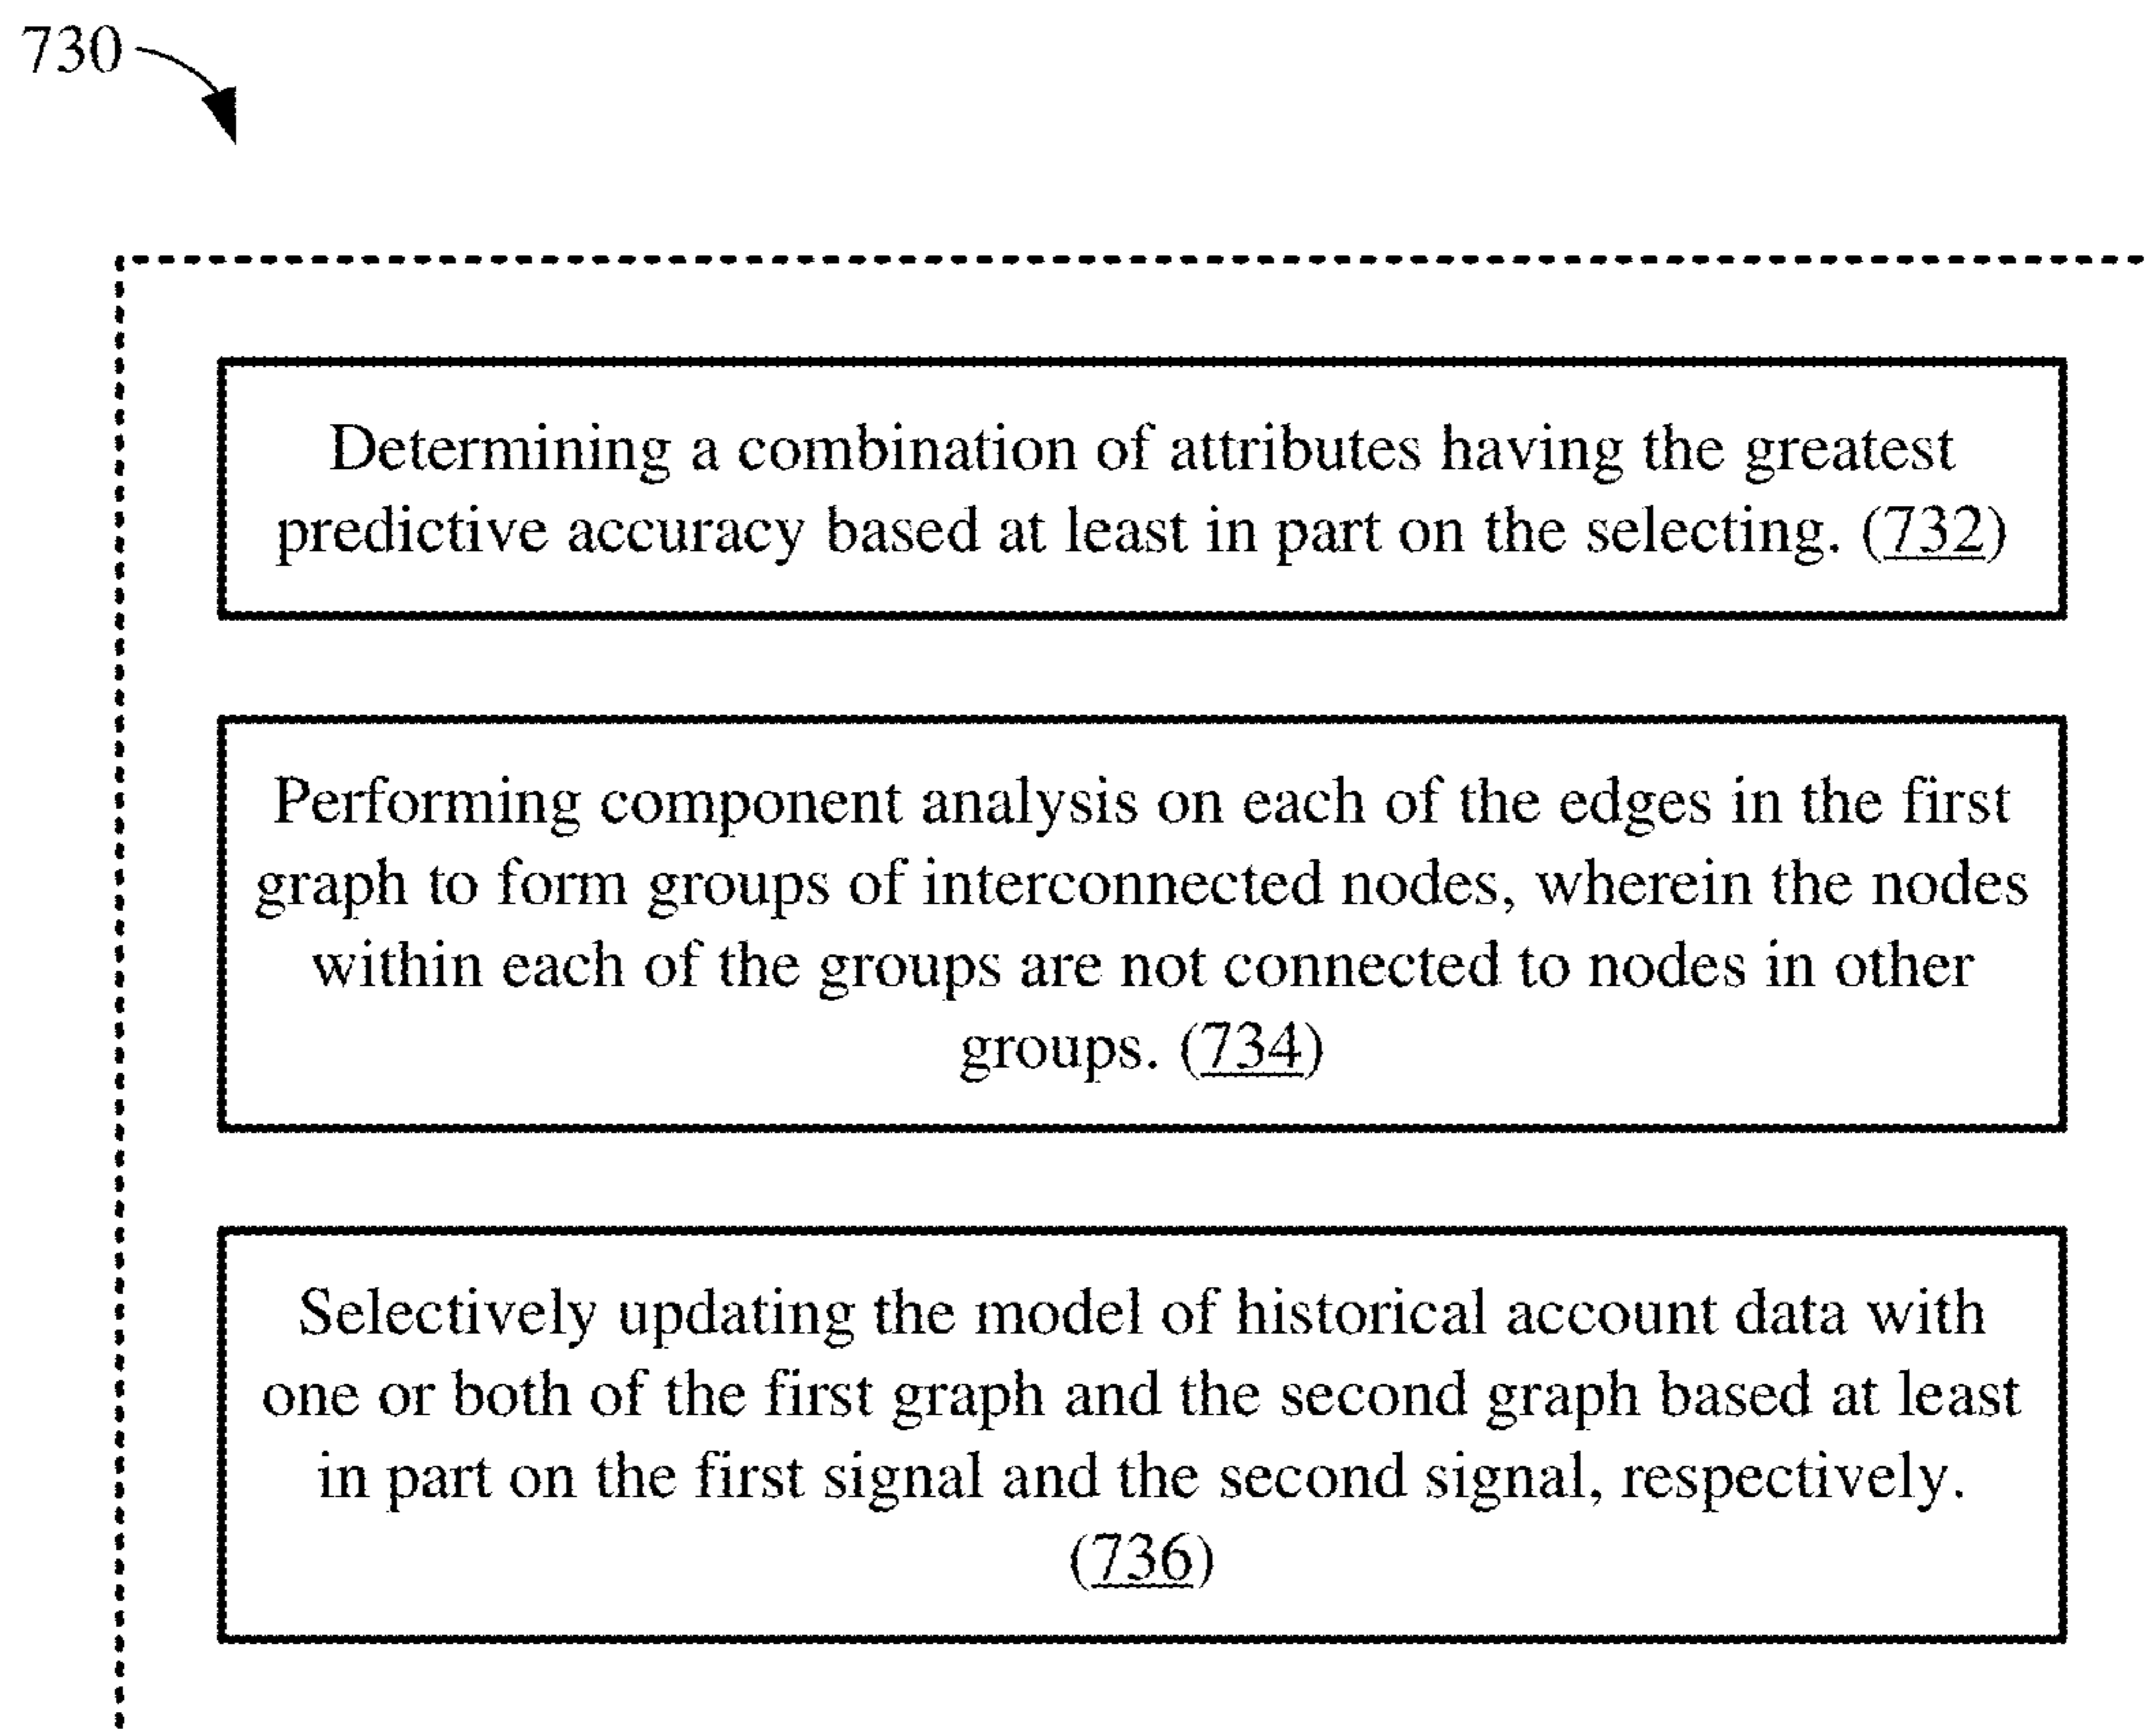 730
Determining a combination of attributes having the greatest
predictive accuracy based at least in part on the selecting. (732)
Performing component analysis on each of the edges in the first
graph to form groups of interconnected nodes, wherein the nodes
within each of the groups are not connected to nodes in other
groups. (734)
Selectively updating the model of historical account data with
one or both of the first graph and the second graph based at least
in part on the first signal and the second signal, respectively.
(736)